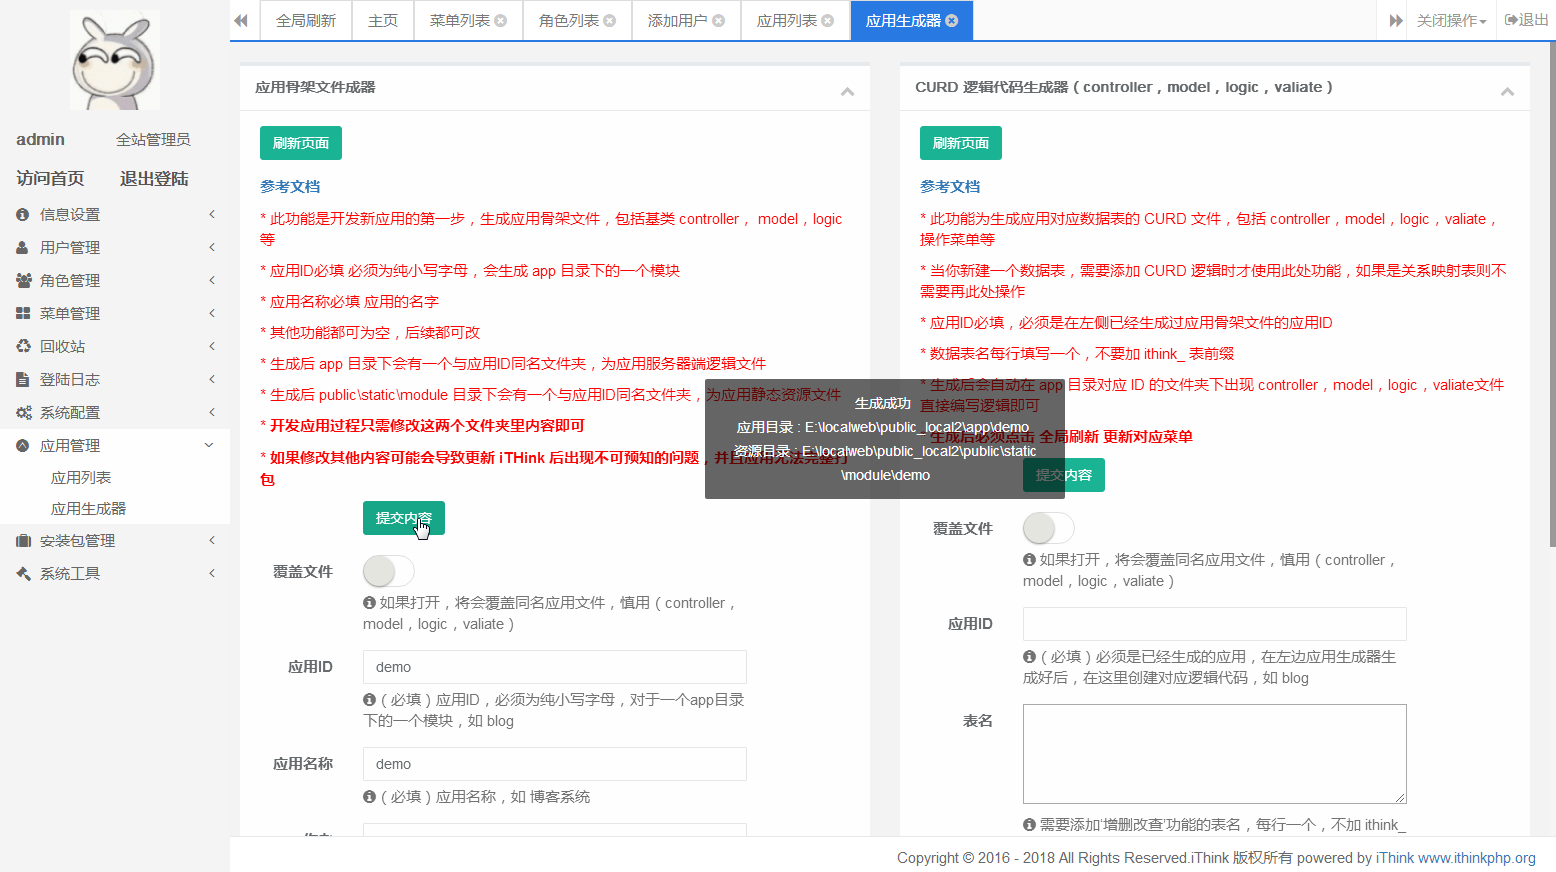 全局刷新
主页
菜单列表
角色列表
添加用户
应用列表
应用生成器
关闭操作
退出
admin
全站管理员
访问首页
退出登陆
信息设置
用户管理
角色管理
菜单管理
回收站
登陆日志
系统配置
应用管理
应用列表
应用生成器
安装包管理
系统工具
应用骨架文件成器
刷新页面
参考文档
* 此功能是开发新应用的第一步，生成应用骨架文件，包括基类 controller， model，logic
等
* 应用ID必填 必须为纯小写字母，会生成 app 目录下的一个模块
* 应用名称必填 应用的名字
* 其他功能都可为空，后续都可改
* 生成后 app 目录下会有一个与应用ID同名文件夹，为应用服务器端逻辑文件
* 生成后 public\static\module 目录下会有一个与应用ID同名文件夹，为应用静态资源文件
* 开发应用过程只需修改这两个文件夹里内容即可
* 如果修改其他内容可能会导致更新 iTHink 后出现不可预知的问题，并且应用无法完整打
包
提交内容
覆盖文件
如果打开，将会覆盖同名应用文件，慎用（controller，
model，logic，valiate）
应用ID
demo
（必填）应用ID，必须为纯小写字母，对于一个app目录
下的一个模块，如 blog
应用名称
demo
（必填）应用名称，如 博客系统
CURD 逻辑代码生成器（controller，model，logic，valiate）
刷新页面
参考文档
* 此功能为生成应用对应数据表的 CURD 文件，包括 controller，model，logic，valiate，
操作菜单等
* 当你新建一个数据表，需要添加 CURD 逻辑时才使用此处功能，如果是关系映射表则不
需要再此处操作
* 应用ID必填，必须是在左侧已经生成过应用骨架文件的应用ID
* 数据表名每行填写一个，不要加 ithink_ 表前缀
* 生成后会自动在 app 目录对应 ID 的文件夹下出现 controller，model，logic，valiate文件
直接编写逻辑即可
* 生成后必须点击 全局刷新 更新对应菜单
提交内容
覆盖文件
如果打开，将会覆盖同名应用文件，慎用（controller，
model，logic，valiate）
应用ID
（必填）必须是已经生成的应用，在左边应用生成器生
成好后，在这里创建对应逻辑代码，如 blog
表名
需要添加'增删改查'功能的表名，每行一个，不加 ithink_
生成成功
应用目录 : E:\localweb\public_local2\app\demo
资源目录 : E:\localweb\public_local2\public\static
\module\demo
Copyright © 2016 - 2018 All Rights Reserved.iThink 版权所有 powered by iThink www.ithinkphp.org